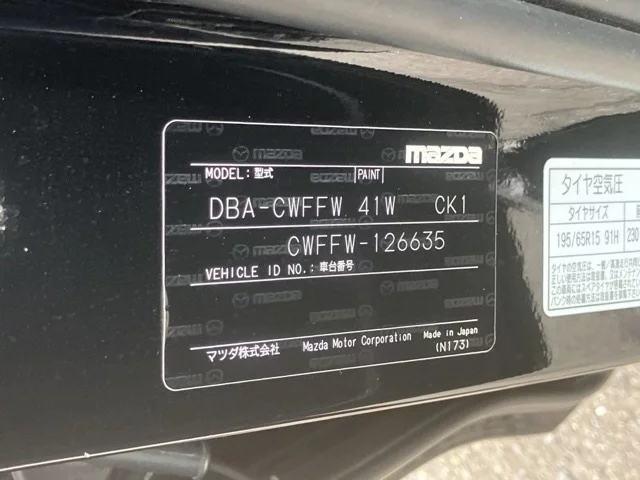 mazda
MODEL:型式 PAINT
DBA-CWFFW 41W CK1
CWFFW-126635
VEHICLE ID NO.:車台番号
マツダ株式会社 Mazda Motor Corporation Made in Japan
(N173)
タイヤ空気圧
タイヤサイズ
195/65R15 91H 230